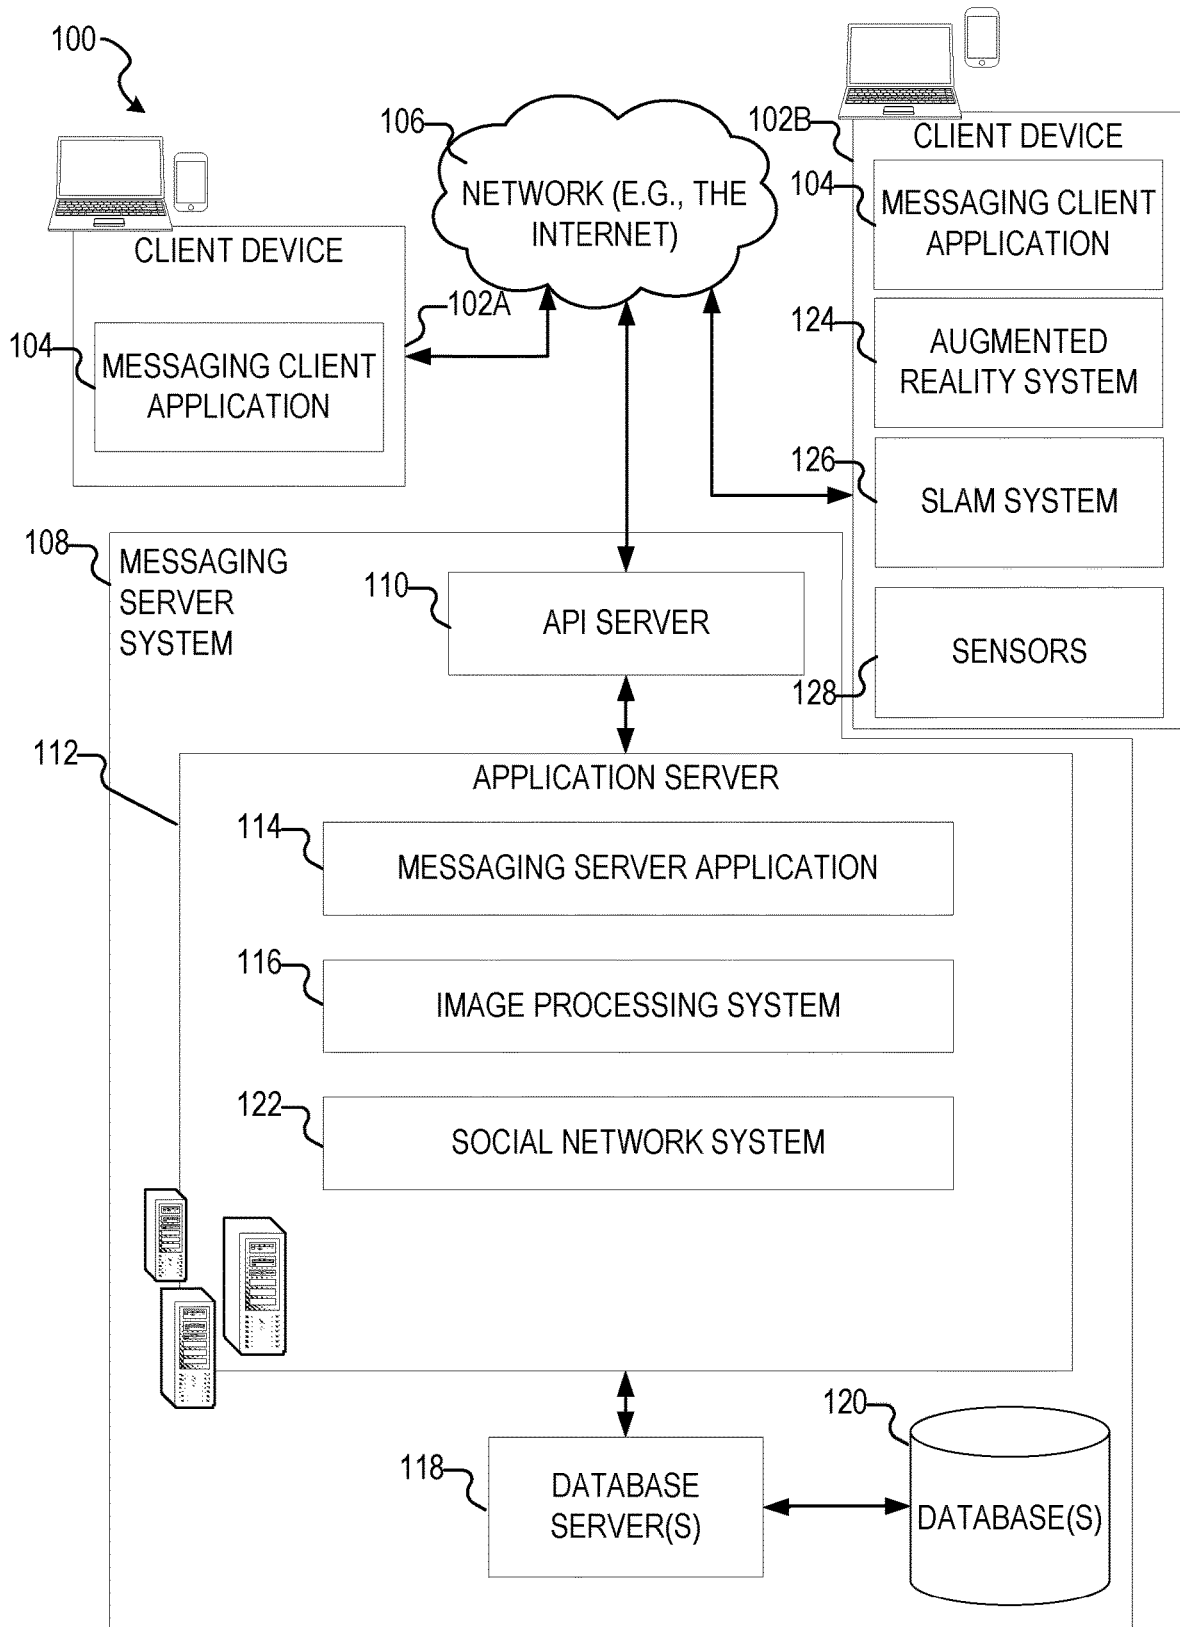 100
106
NETWORK (E.G., THE
INTERNET)
102B
CLIENT DEVICE
104
MESSAGING CLIENT
APPLICATION
124
AUGMENTED
REALITY SYSTEM
126
SLAM SYSTEM
128
SENSORS
CLIENT DEVICE
102A
104
MESSAGING CLIENT
APPLICATION
108
MESSAGING
SERVER
SYSTEM
110
API SERVER
112
APPLICATION SERVER
114
MESSAGING SERVER APPLICATION
116
IMAGE PROCESSING SYSTEM
122
SOCIAL NETWORK SYSTEM
118
DATABASE
SERVER(S)
120
DATABASE(S)